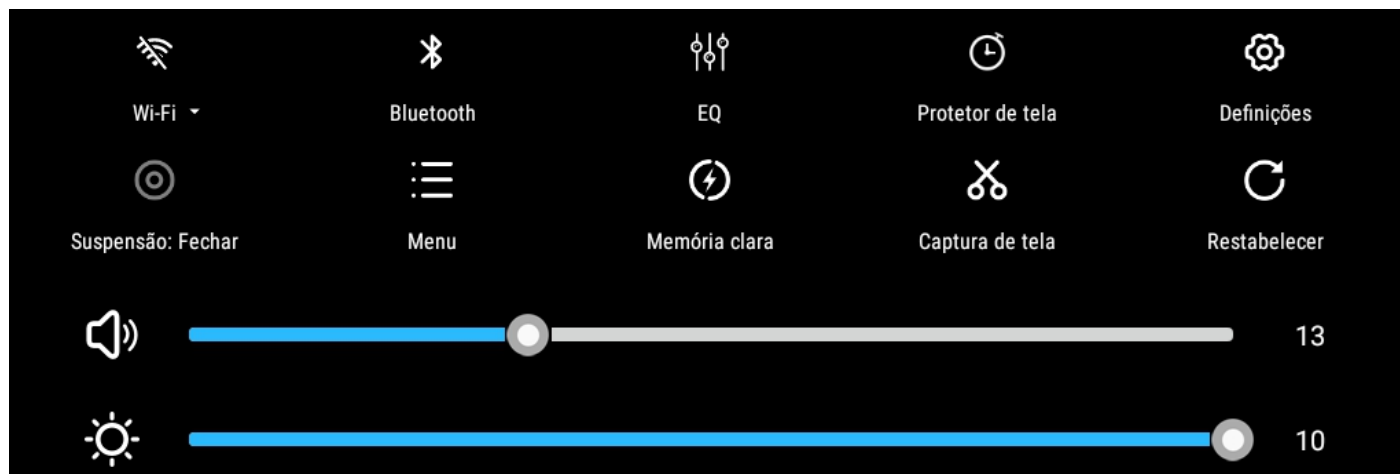 Wi-Fi Bluetooth EQ Protetor de tela Definições
Suspensão: Fechar Menu Memória clara Captura de tela Restabelecer
13
10